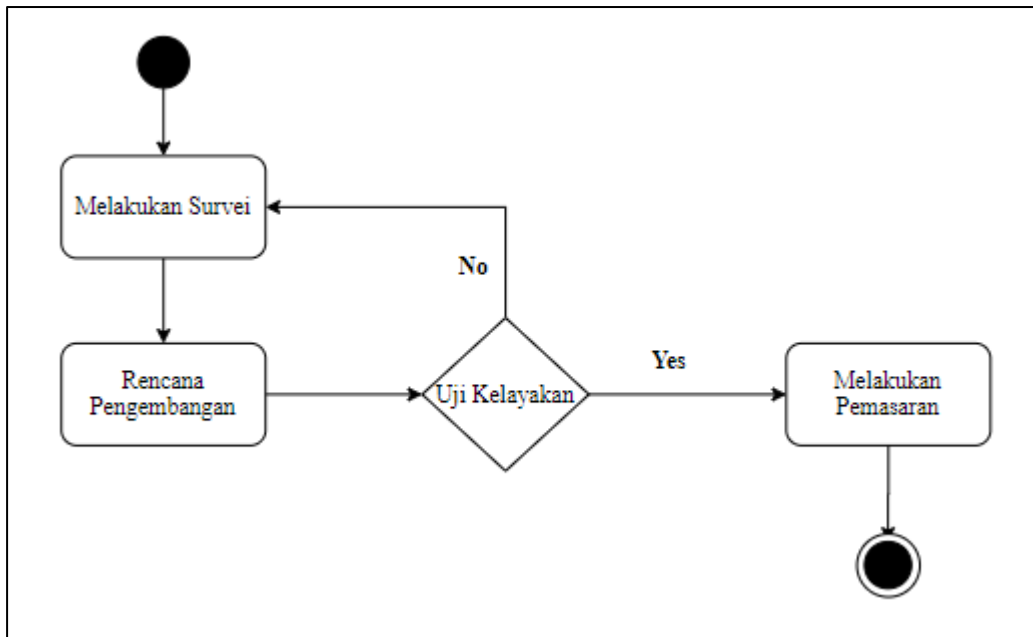 Melakukan Survei
No
Rencana
Pengembangan
Uji Kelayakan
Yes
Melakukan
Pemasaran